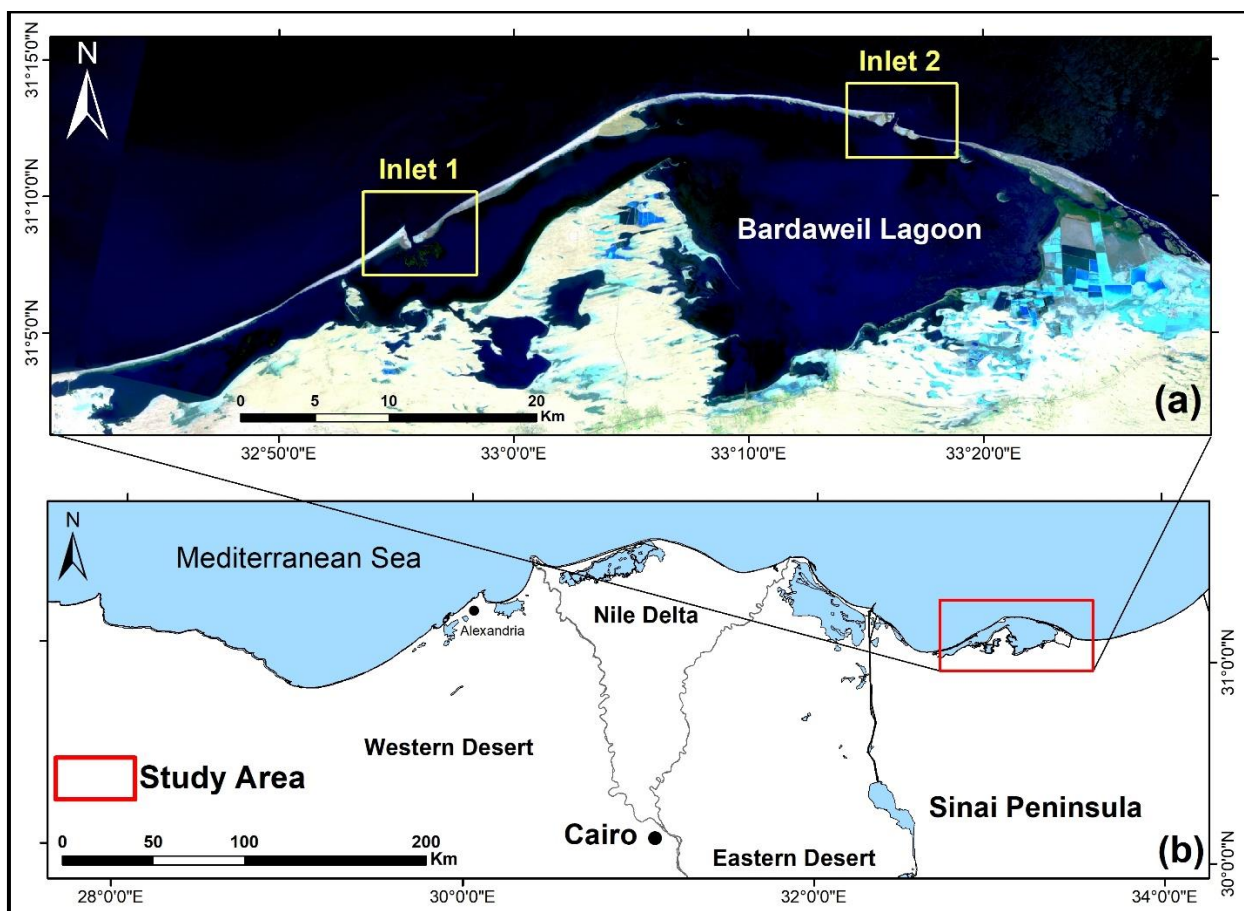 N
31°15'0"N
31°10'0"N
31°5'0"N
Inlet 1
Inlet 2
Bardaweil Lagoon
0 5 10 20
Km
(a)
32°50'0"E 33°0'0"E 33°10'0"E 33°20'0"E
N
Mediterranean Sea
Alexandria
Nile Delta
31°0'0"N
Western Desert
Study Area
Sinai Peninsula
0 50 100 200
Km
Cairo
Eastern Desert
(b)
30°0'0"N
28°0'0"E 30°0'0"E 32°0'0"E 34°0'0"E